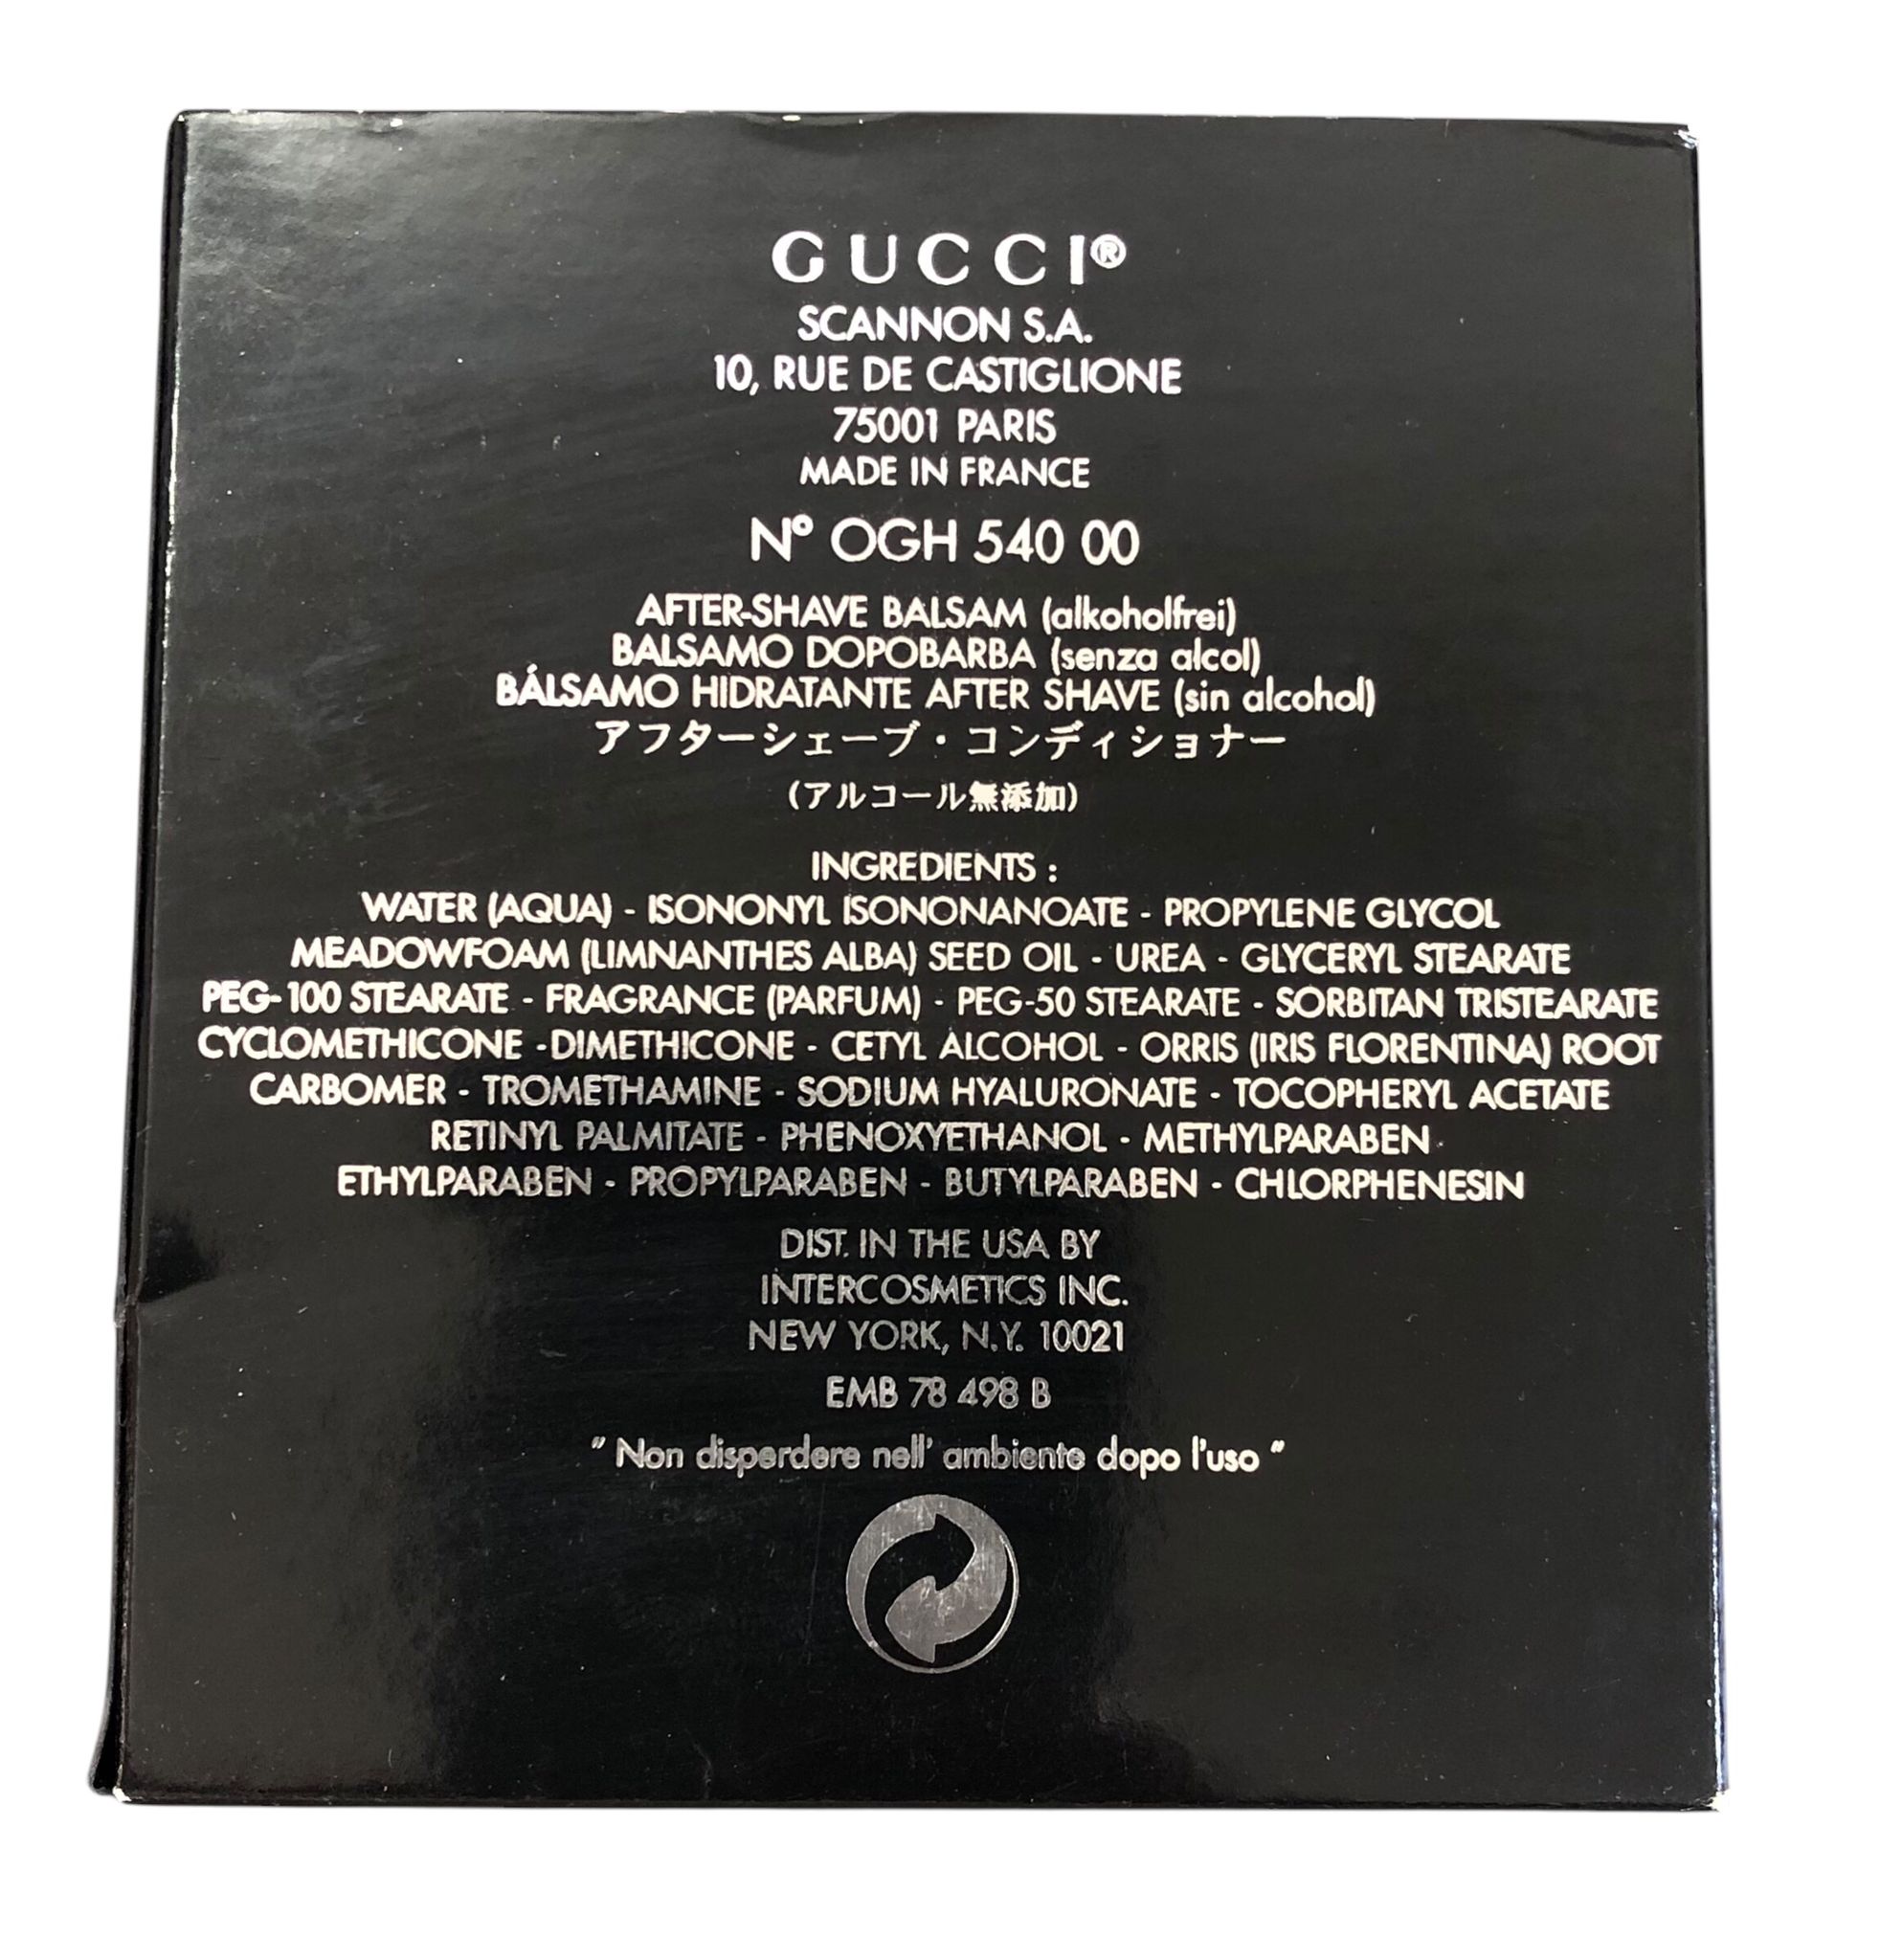 GUCCI®
SCANNON S.A.
10, RUE DE CASTIGLIONE
75001 PARIS
MADE IN FRANCE
N° OGH 540 00
AFTER-SHAVE BALSAM (alkoholfrei)
BALSAMO DOPOBARBA (senza alcol)
BÁLSAMO HIDRATANTE AFTER SHAVE (sin alcohol)
アフターシェーブ・コンディショナー
(アルコール無添加)
INGREDIENTS :
WATER (AQUA) - ISONONYL ISONONANOATE - PROPYLENE GLYCOL
MEADOWFOAM (LIMNANTHES ALBA) SEED OIL - UREA - GLYCERYL STEARATE
PEG-100 STEARATE - FRAGRANCE (PARFUM) - PEG-50 STEARATE - SORBITAN TRISTEARATE
CYCLOMETHICONE -DIMETHICONE - CETYL ALCOHOL - ORRIS (IRIS FLORENTINA) ROOT
CARBOMER - TROMETHAMINE - SODIUM HYALURONATE - TOCOPHERYL ACETATE
RETINYL PALMITATE - PHENOXYETHANOL - METHYLPARABEN -
ETHYLPARABEN - PROPYLPARABEN - BUTYLPARABEN - CHLORPHENESIN
DIST. IN THE USA BY
INTERCOSMETICS INC.
NEW YORK, N.Y. 10021
EMB 78 498 B
" Non disperdere nell' ambiente dopo l'uso "